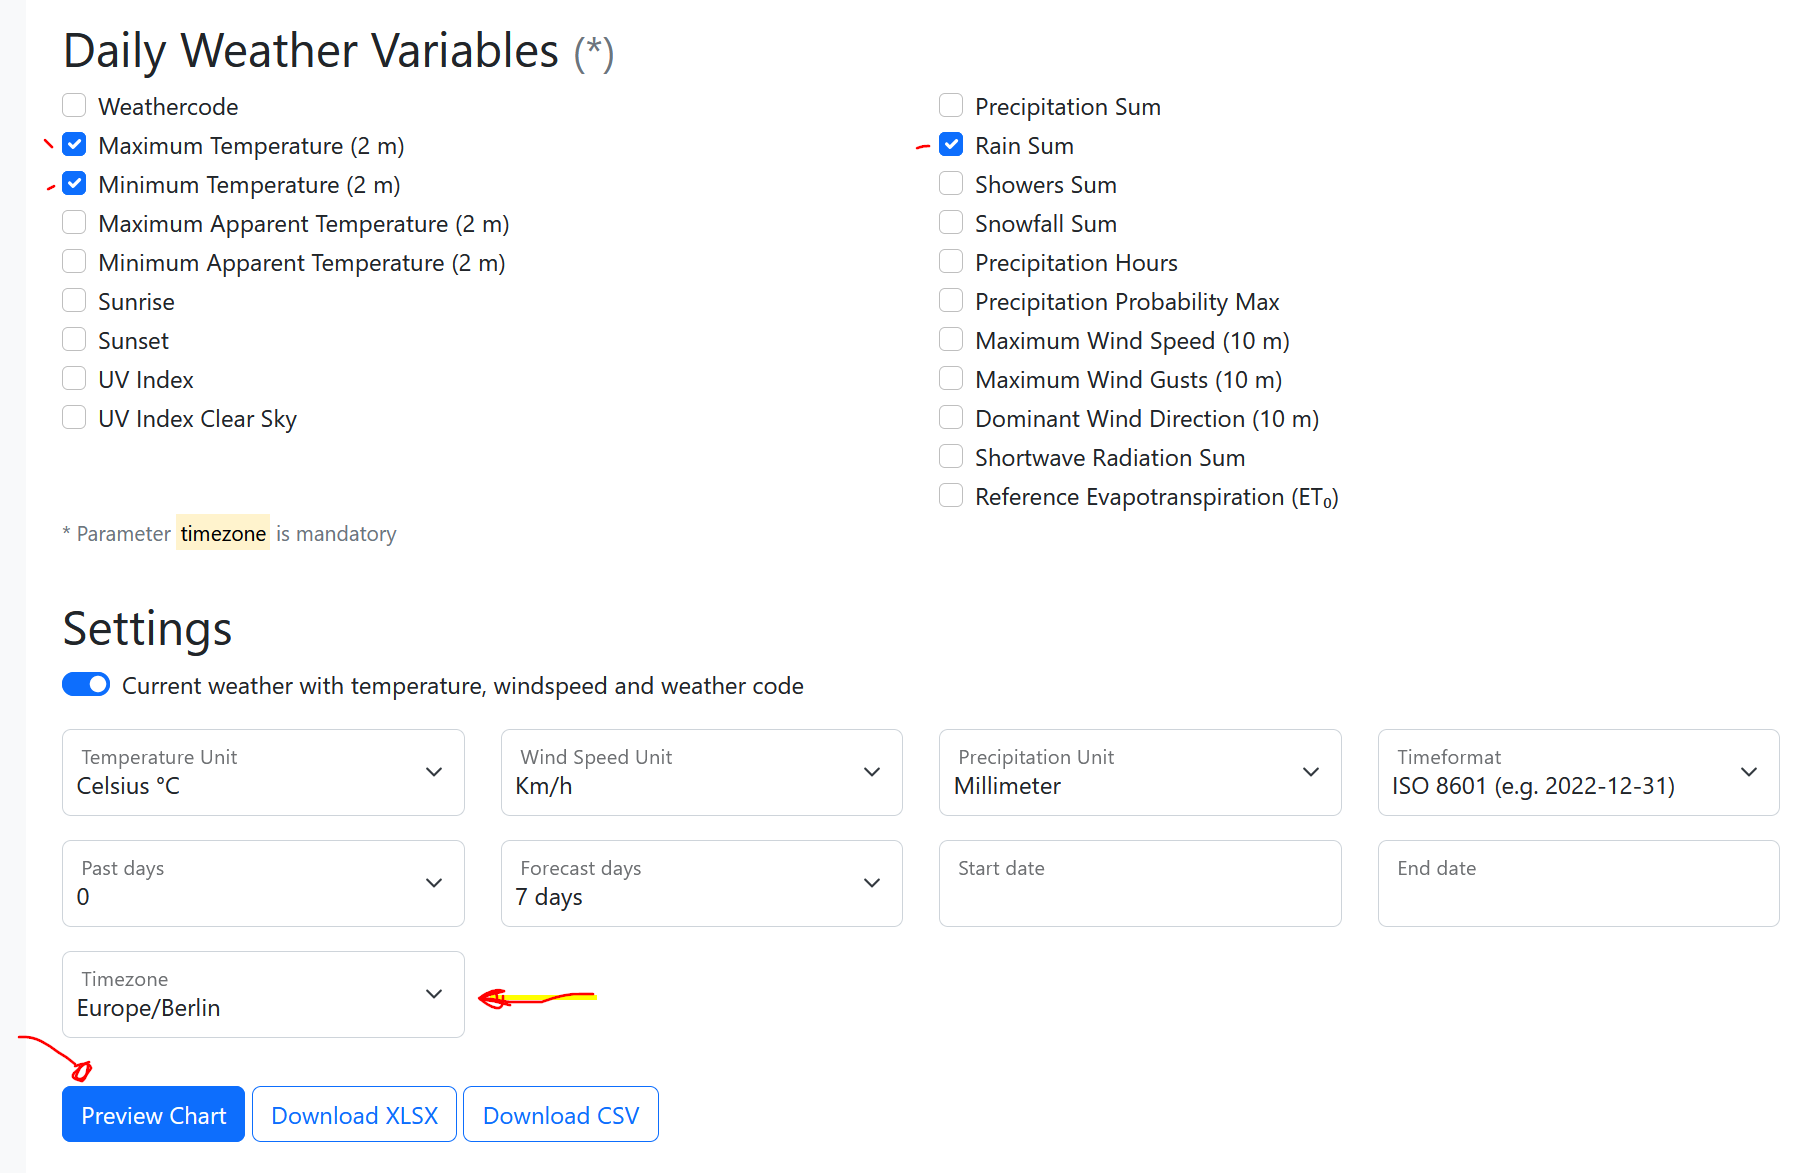 Daily Weather Variables (*)
Weathercode
Maximum Temperature (2 m)
Minimum Temperature (2 m)
Maximum Apparent Temperature (2 m)
Minimum Apparent Temperature (2 m)
Sunrise
Sunset
UV Index
UV Index Clear Sky
Precipitation Sum
Rain Sum
Showers Sum
Snowfall Sum
Precipitation Hours
Precipitation Probability Max
Maximum Wind Speed (10 m)
Maximum Wind Gusts (10 m)
Dominant Wind Direction (10 m)
Shortwave Radiation Sum
Reference Evapotranspiration (ET₀)
* Parameter timezone is mandatory
Settings
Current weather with temperature, windspeed and weather code
Temperature Unit
Celsius °C
Wind Speed Unit
Km/h
Precipitation Unit
Millimeter
Timeformat
ISO 8601 (e.g. 2022-12-31)
Past days
0
Forecast days
7 days
Start date
End date
Timezone
Europe/Berlin
Preview Chart
Download XLSX
Download CSV